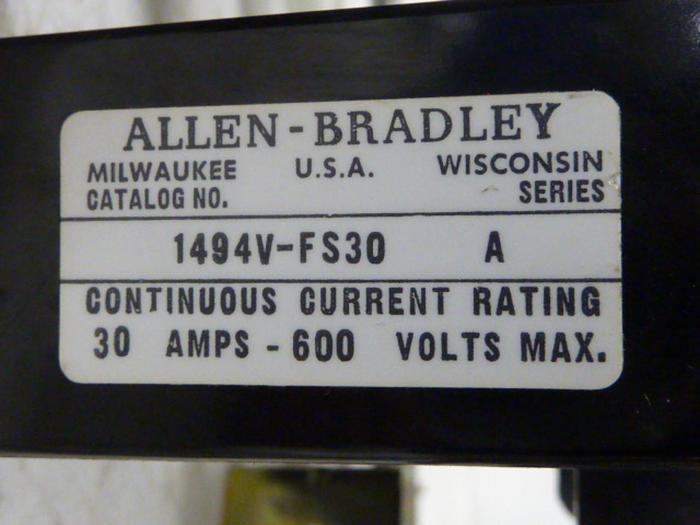 ALLEN-BRADLEY
MILWAUKEE U.S.A. WISCONSIN
CATALOG NO. SERIES
1494V-FS30 A
CONTINUOUS CURRENT RATING
30 AMPS - 600 VOLTS MAX.